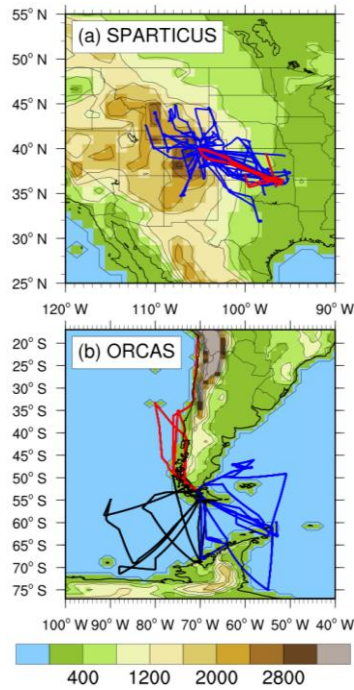 55° N
(a) SPARTICUS
50° N
45° N
40° N
35° N
30° N
25° N
120° W 110° W 100° W 90° W
(b) ORCAS
20° S
25° S
30° S
35° S
40° S
45° S
50° S
55° S
60° S
65° S
70° S
75° S
100° W 90° W 80° W 70° W 60° W 50° W 40° W
400 1200 2000 2800